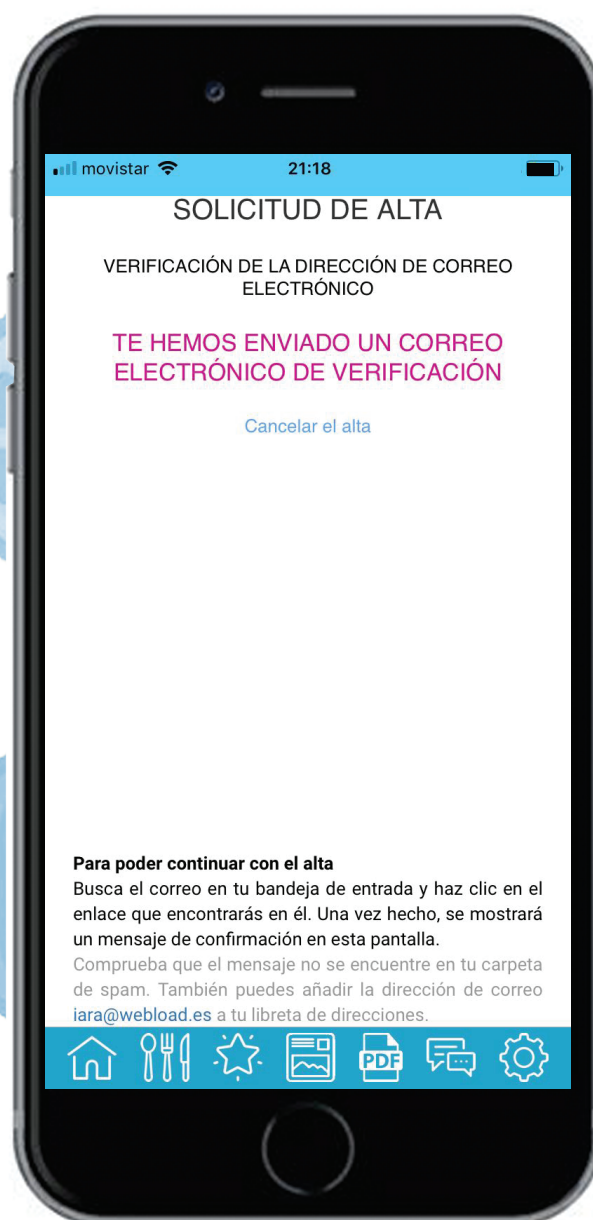 movistar 21:18
SOLICITUD DE ALTA
VERIFICACIÓN DE LA DIRECCIÓN DE CORREO
ELECTRÓNICO
TE HEMOS ENVIADO UN CORREO
ELECTRÓNICO DE VERIFICACIÓN
Cancelar el alta
Para poder continuar con el alta
Busca el correo en tu bandeja de entrada y haz clic en el
enlace que encontrarás en él. Una vez hecho, se mostrará
un mensaje de confirmación en esta pantalla.
Comprueba que el mensaje no se encuentre en tu carpeta
de spam. También puedes añadir la dirección de correo
iara@webload.es a tu libreta de direcciones.
PDF